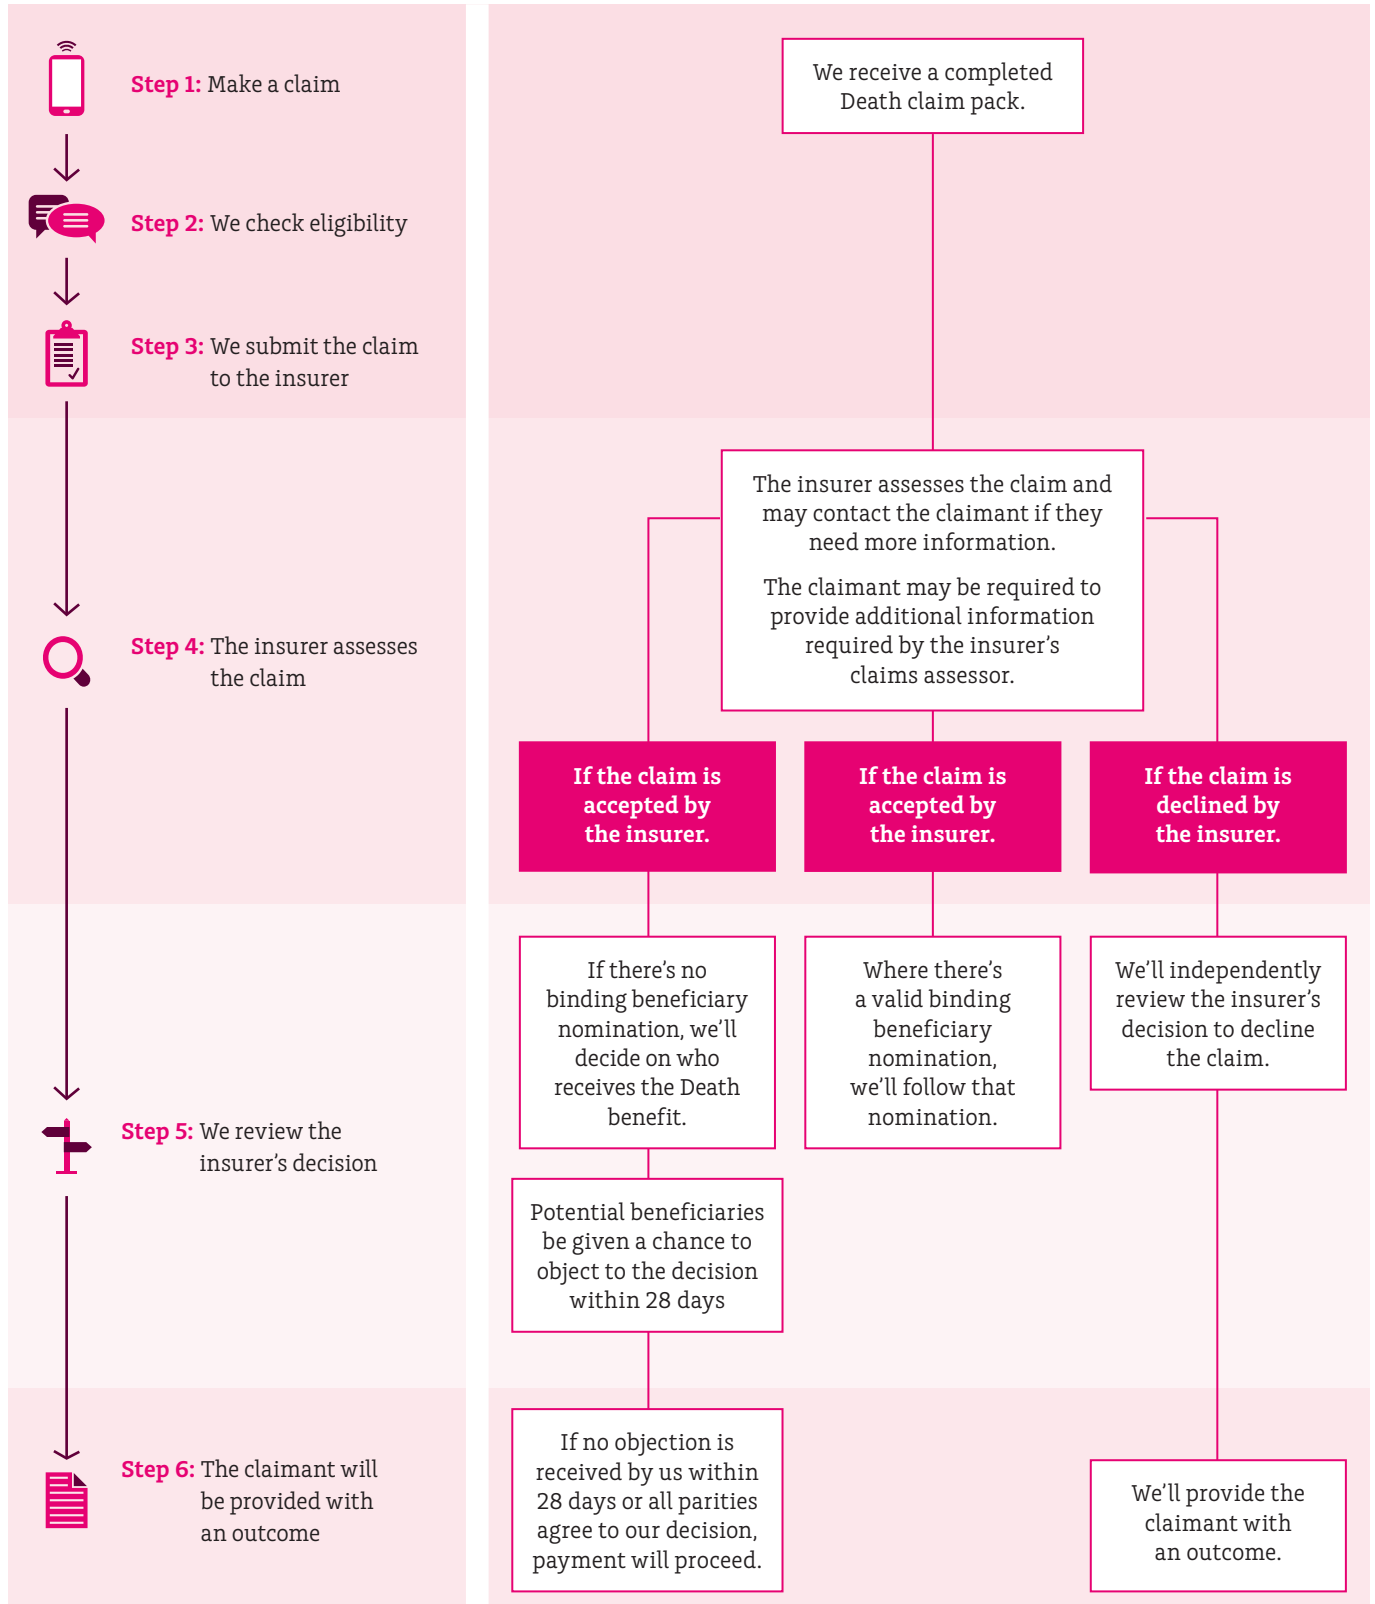 Step 1: Make a claim
Step 2: We check eligibility
Step 3: We submit the claim
to the insurer
Step 4: The insurer assesses
the claim
Step 5: We review the
insurer's decision
Step 6: The claimant will
be provided with
an outcome
We receive a completed
Death claim pack.
The insurer assesses the claim and
may contact the claimant if they
need more information.
The claimant may be required to
provide additional information
required by the insurer's
claims assessor.
If the claim is
accepted by
the insurer.
If there's no
binding beneficiary
nomination, we'll
decide on who
receives the Death
benefit.
Potential beneficiaries
be given a chance to
object to the decision
within 28 days
If no objection is
received by us within
28 days or all parities
agree to our decision,
payment will proceed.
If the claim is
accepted by
the insurer.
Where there's
a valid binding
beneficiary
nomination,
we'll follow that
nomination.
If the claim is
declined by
the insurer.
We'll independently
review the insurer's
decision to decline
the claim.
We'll provide the
claimant with
an outcome.